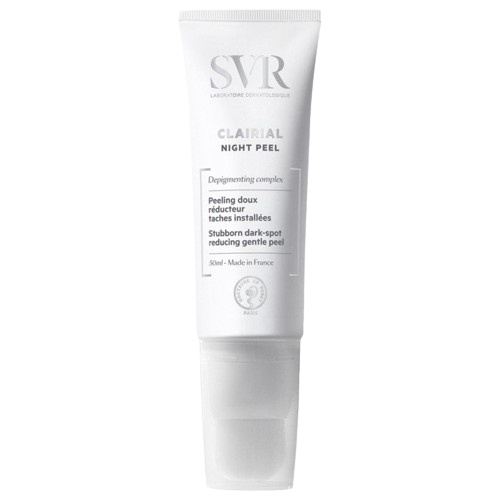 SVR
LABORATOIRE DERMATOLOGIQUE
CLAIRIAL
NIGHT PEEL
Depigmenting complex
Peeling doux
réducteur
taches installées
Stubborn dark-spot
reducing gentle peel
50ml - Made in France